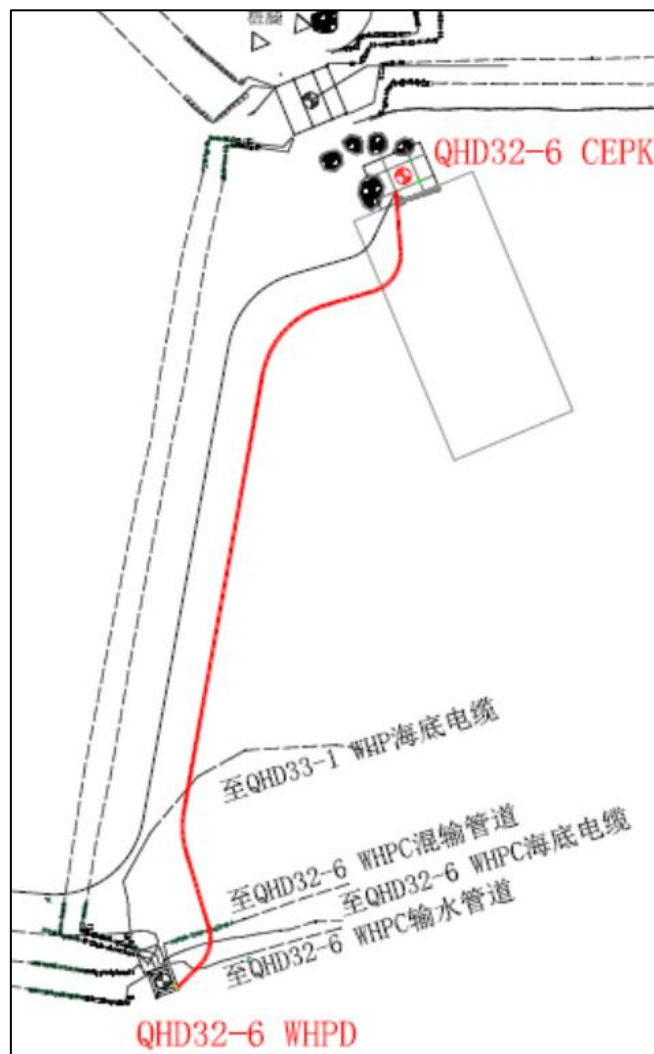 桩腿
QHD32-6 CEPK
至QHD33-1 WHP海底电缆
至QHD32-6 WHPC混输管道
至QHD32-6 WHPC海底电缆
至QHD32-6 WHPC输水管道
QHD32-6 WHPD